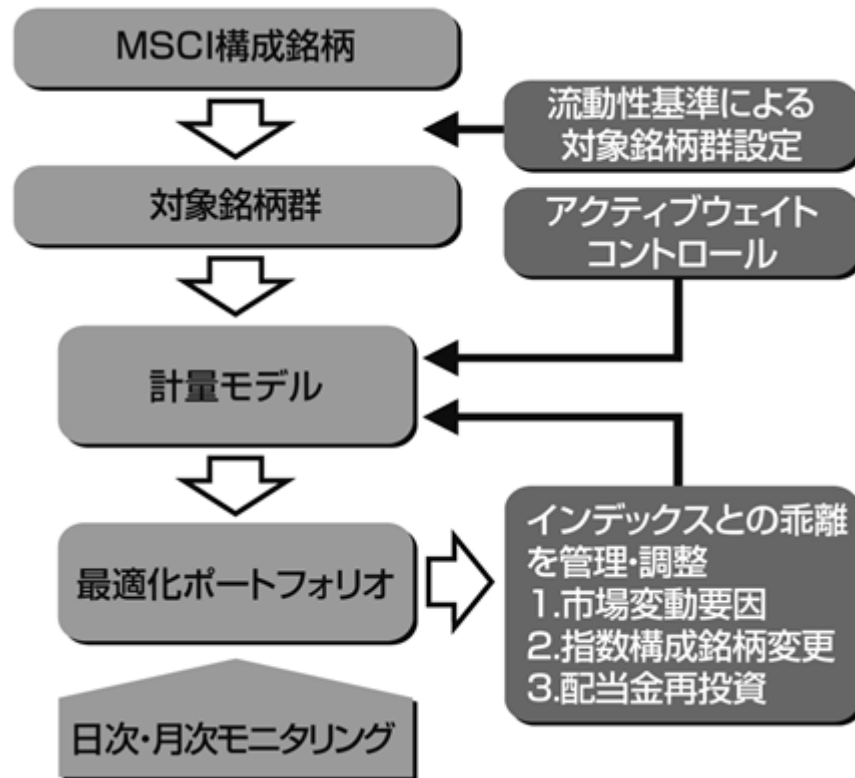 MSCI構成銘柄
流動性基準による
対象銘柄群設定
対象銘柄群
アクティブウェイト
コントロール
計量モデル
最適化ポートフォリオ
インデックスとの乖離
を管理・調整
1.市場変動要因
2.指数構成銘柄変更
3.配当金再投資
日次・月次モニタリング